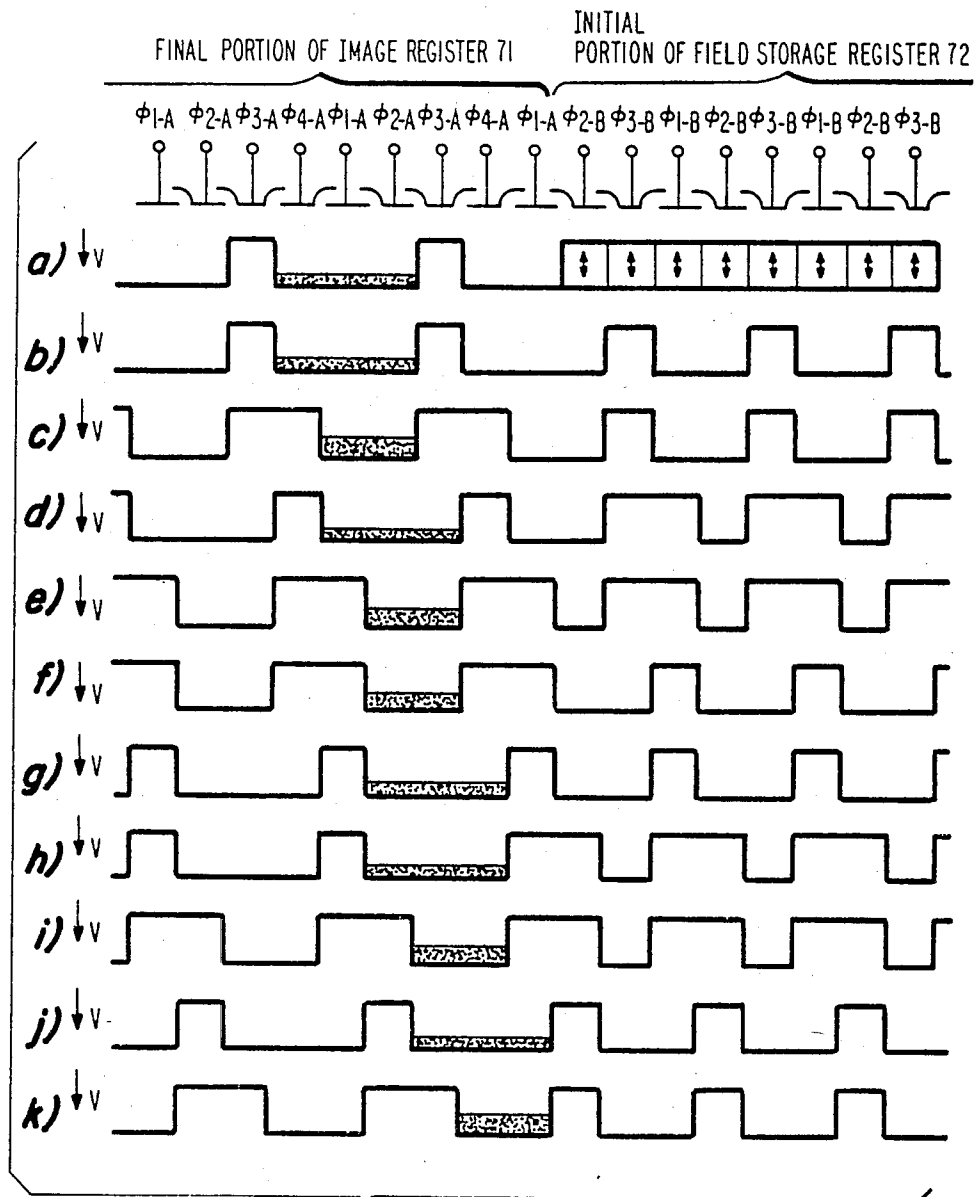 INITIAL
FINAL PORTION OF IMAGE REGISTER 71 PORTION OF FIELD STORAGE REGISTER 72
ϕ1-A ϕ2-A ϕ3-A ϕ4-A ϕ1-A ϕ2-A ϕ3-A ϕ4-A ϕ1-A ϕ2-B ϕ3-B ϕ1-B ϕ2-B ϕ3-B ϕ1-B ϕ2-B ϕ3-B
a) V
b) V
c) V
d) V
e) V
f) V
g) V
h) V
i) V
j) V
k) V